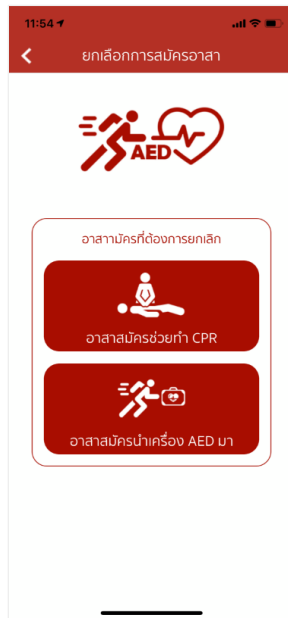 11:54
ยกเลือกการสมัครอาสา
AED
อาสาามัครที่ต้องการยกเลิก
อาสาสมัครช่วยทำ CPR
อาสาสมัครนำเครื่อง AED มา